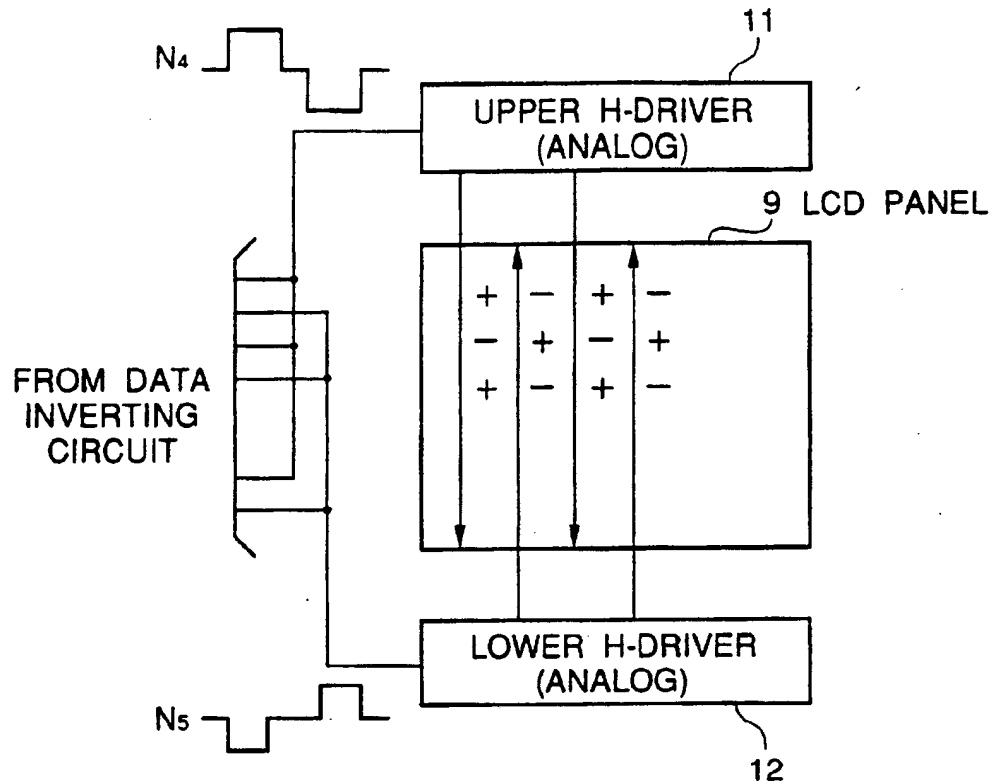 11
N4
UPPER H-DRIVER
(ANALOG)
9 LCD PANEL
+ − + −
− + − +
+ − + −
FROM DATA
INVERTING
CIRCUIT
LOWER H-DRIVER
(ANALOG)
N5
12